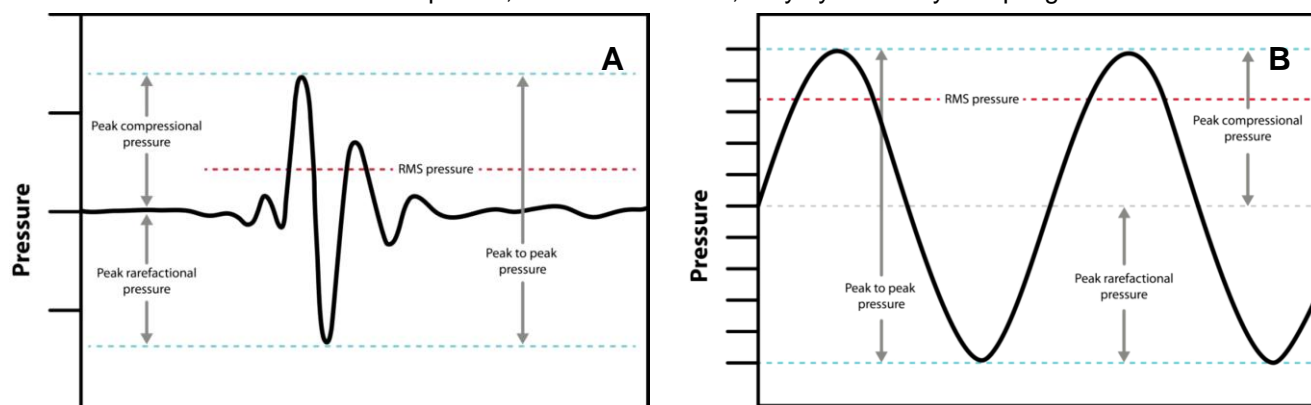 A
Peak compressional
pressure
RMS pressure
Pressure
Peak rarefactional
pressure
Peak to peak
pressure
B
RMS pressure
Peak compressional
pressure
Pressure
Peak to peak
pressure
Peak rarefactional
pressure